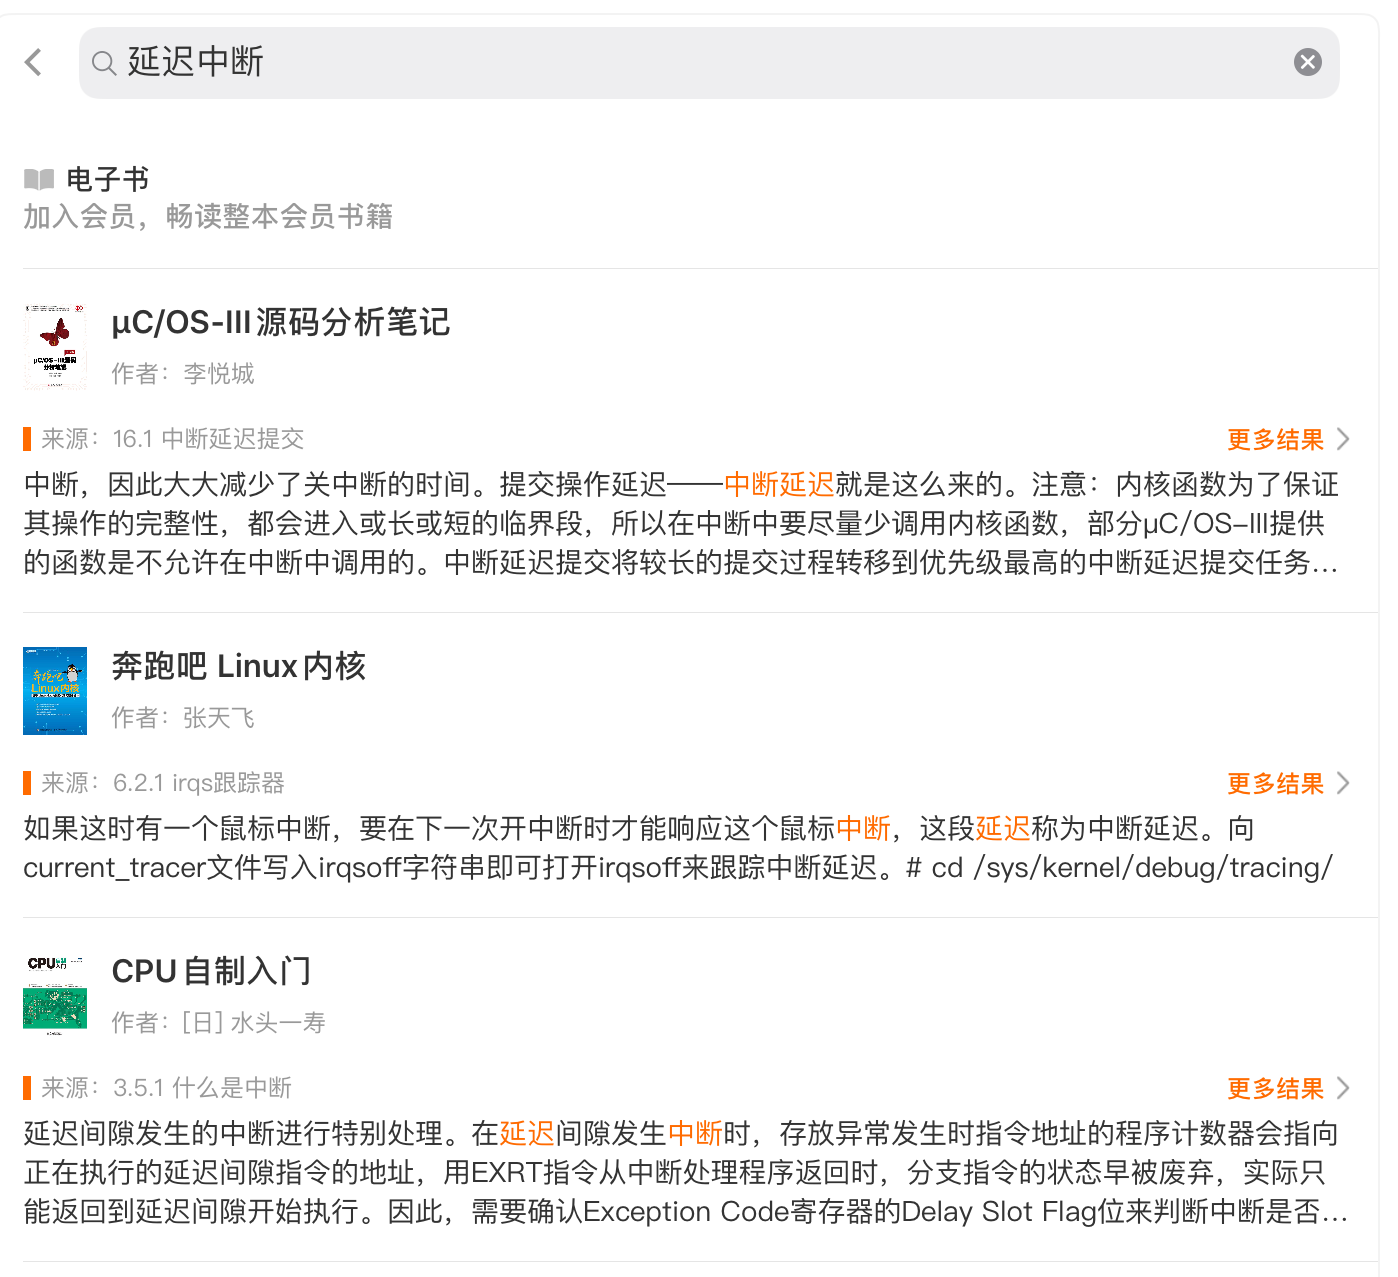 延迟中断
电子书
加入会员，畅读整本会员书籍
μC/OS-III源码分析笔记
作者：李悦城
来源：16.1 中断延迟提交
更多结果
中断，因此大大减少了关中断的时间。提交操作延迟——中断延迟就是这么来的。注意：内核函数为了保证
其操作的完整性，都会进入或长或短的临界段，所以在中断中要尽量少调用内核函数，部分μC/OS–III提供
的函数是不允许在中断中调用的。中断延迟提交将较长的提交过程转移到优先级最高的中断延迟提交任务...
奔跑吧 Linux内核
奔跑吧 Linux内核
作者：张天飞
来源：6.2.1 irqs跟踪器
更多结果
如果这时有一个鼠标中断，要在下一次开中断时才能响应这个鼠标中断，这段延迟称为中断延迟。向
current_tracer文件写入irqsoff字符串即可打开irqsoff来跟踪中断延迟。# cd /sys/kernel/debug/tracing/
CPU自制入门
作者：[日] 水头一寿
来源：3.5.1 什么是中断
更多结果
延迟间隙发生的中断进行特别处理。在延迟间隙发生中断时，存放异常发生时指令地址的程序计数器会指向
正在执行的延迟间隙指令的地址，用EXRT指令从中断处理程序返回时，分支指令的状态早被废弃，实际只
能返回到延迟间隙开始执行。因此，需要确认Exception Code寄存器的Delay Slot Flag位来判断中断是否...